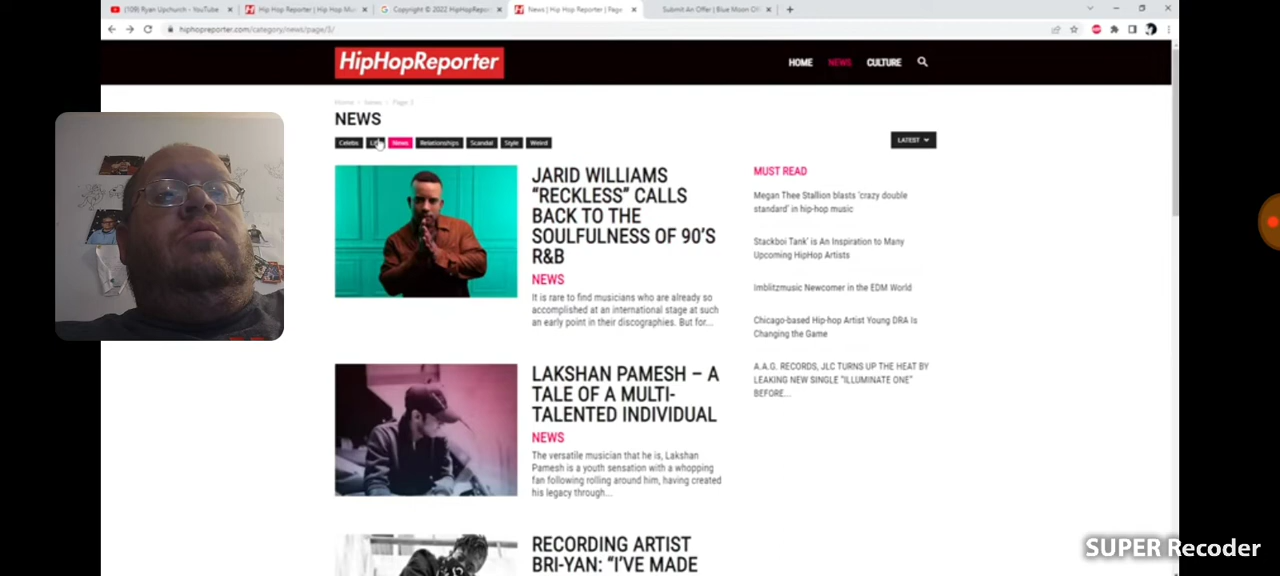 (109) Ryan Upchurch - YouTube
Hip Hop Reporter | Hip Hop Mu
Copyright © 2022 HipHopRepor
News | Hip Hop Reporter | Page
Submit An Offer | Blue Moon O
hiphopreporter.com/category/news/page/3/
HipHopReporter
HOME
NEWS
CULTURE
Home
News
Page 3
NEWS
Celebs
News
Relationships
Scandal
Style
Weird
LATEST
JARID WILLIAMS
“RECKLESS” CALLS
BACK TO THE
SOULFULNESS OF 90’S
R&B
NEWS
It is rare to find musicians who are already so
accomplished at an international stage at such
an early point in their discographies. But for...
MUST READ
Megan Thee Stallion blasts ‘crazy double
standard’ in hip-hop music
Stackboi Tank’ is An Inspiration to Many
Upcoming HipHop Artists
Imblitzmusic Newcomer in the EDM World
Chicago-based Hip-hop Artist Young DRA Is
Changing the Game
A.A.G. RECORDS, JLC TURNS UP THE HEAT BY
LEAKING NEW SINGLE “ILLUMINATE ONE”
BEFORE...
LAKSHAN PAMESH – A
TALE OF A MULTI-
TALENTED INDIVIDUAL
NEWS
The versatile musician that he is, Lakshan
Pamesh is a youth sensation with a whopping
fan following rolling around him, having created
his legacy through...
RECORDING ARTIST
BRI-YAN: “I’VE MADE
SUPER Recoder